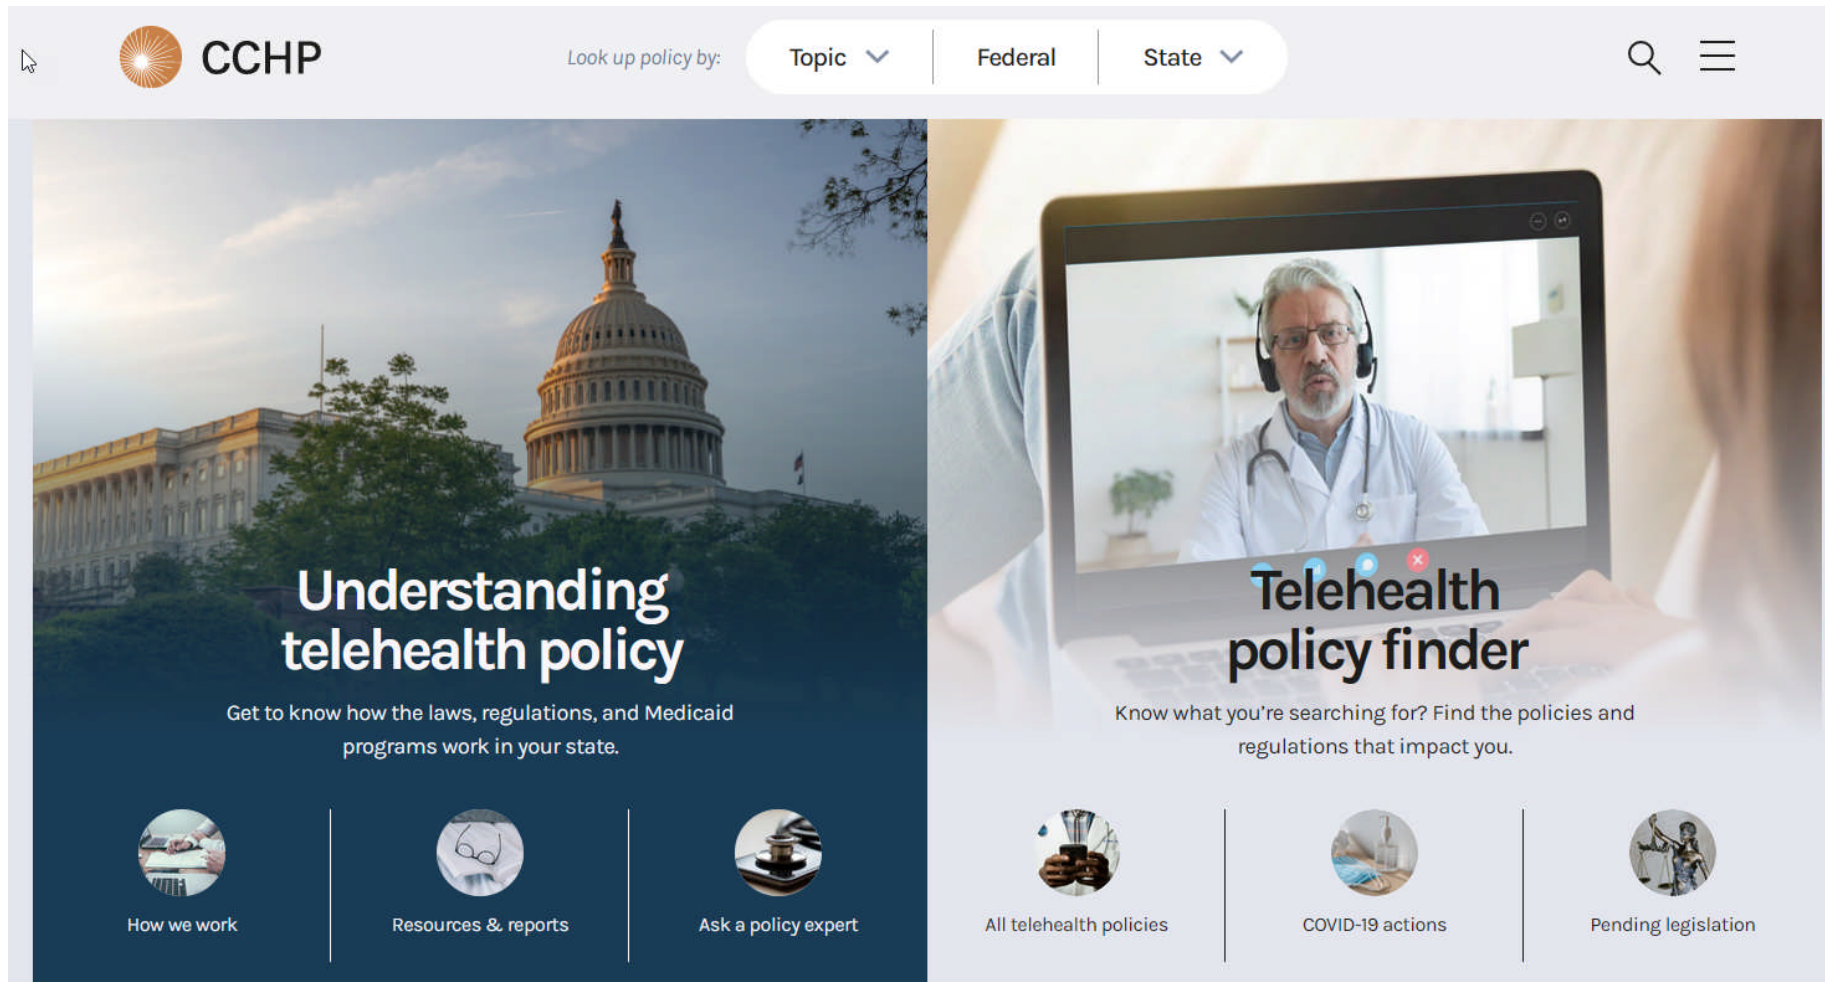 CCHP
Look up policy by:
Topic
Federal
State
Understanding
telehealth policy
Get to know how the laws, regulations, and Medicaid
programs work in your state.
How we work
Resources & reports
Ask a policy expert
Telehealth
policy finder
Know what you're searching for? Find the policies and
regulations that impact you.
All telehealth policies
COVID-19 actions
Pending legislation